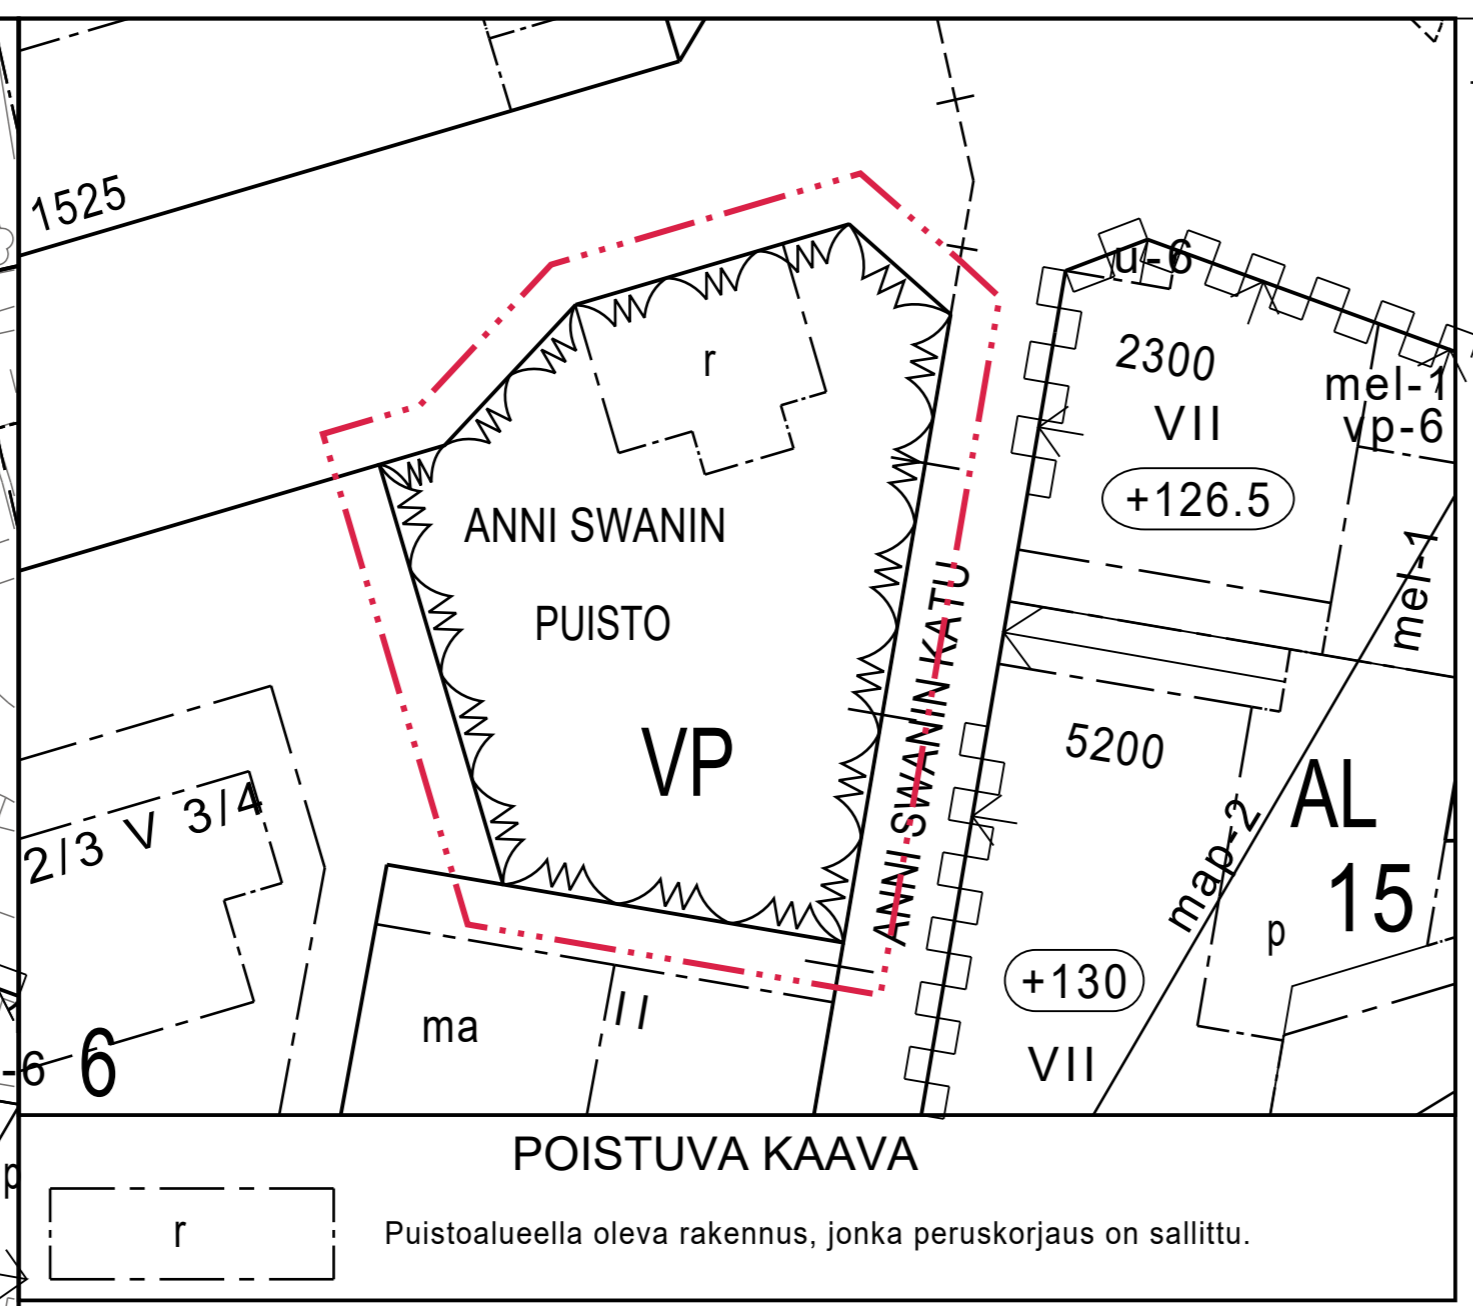 1525
u-6
2300
mel-1
VII
vp-6
r
+126.5
ANNI SWANIN
PUISTO
mel-1
ANNI SWANIN KATU
VP
5200
AL
15
map-2
p
2/3 V 3/4
+130
ma
II
VII
-6
6
POISTUVA KAAVA
p
r
Puistoalueella oleva rakennus, jonka peruskorjaus on sallittu.